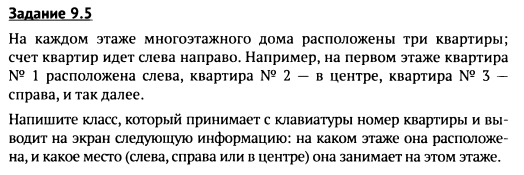 Задание 9.5
На каждом этаже многоэтажного дома расположены три квартиры;
счет квартир идет слева направо. Например, на первом этаже квартира
№ 1 расположена слева, квартира № 2 – в центре, квартира № 3 –
справа, и так далее.
Напишите класс, который принимает с клавиатуры номер квартиры и вы-
водит на экран следующую информацию: на каком этаже она расположе-
на, и какое место (слева, справа или в центре) она занимает на этом этаже.